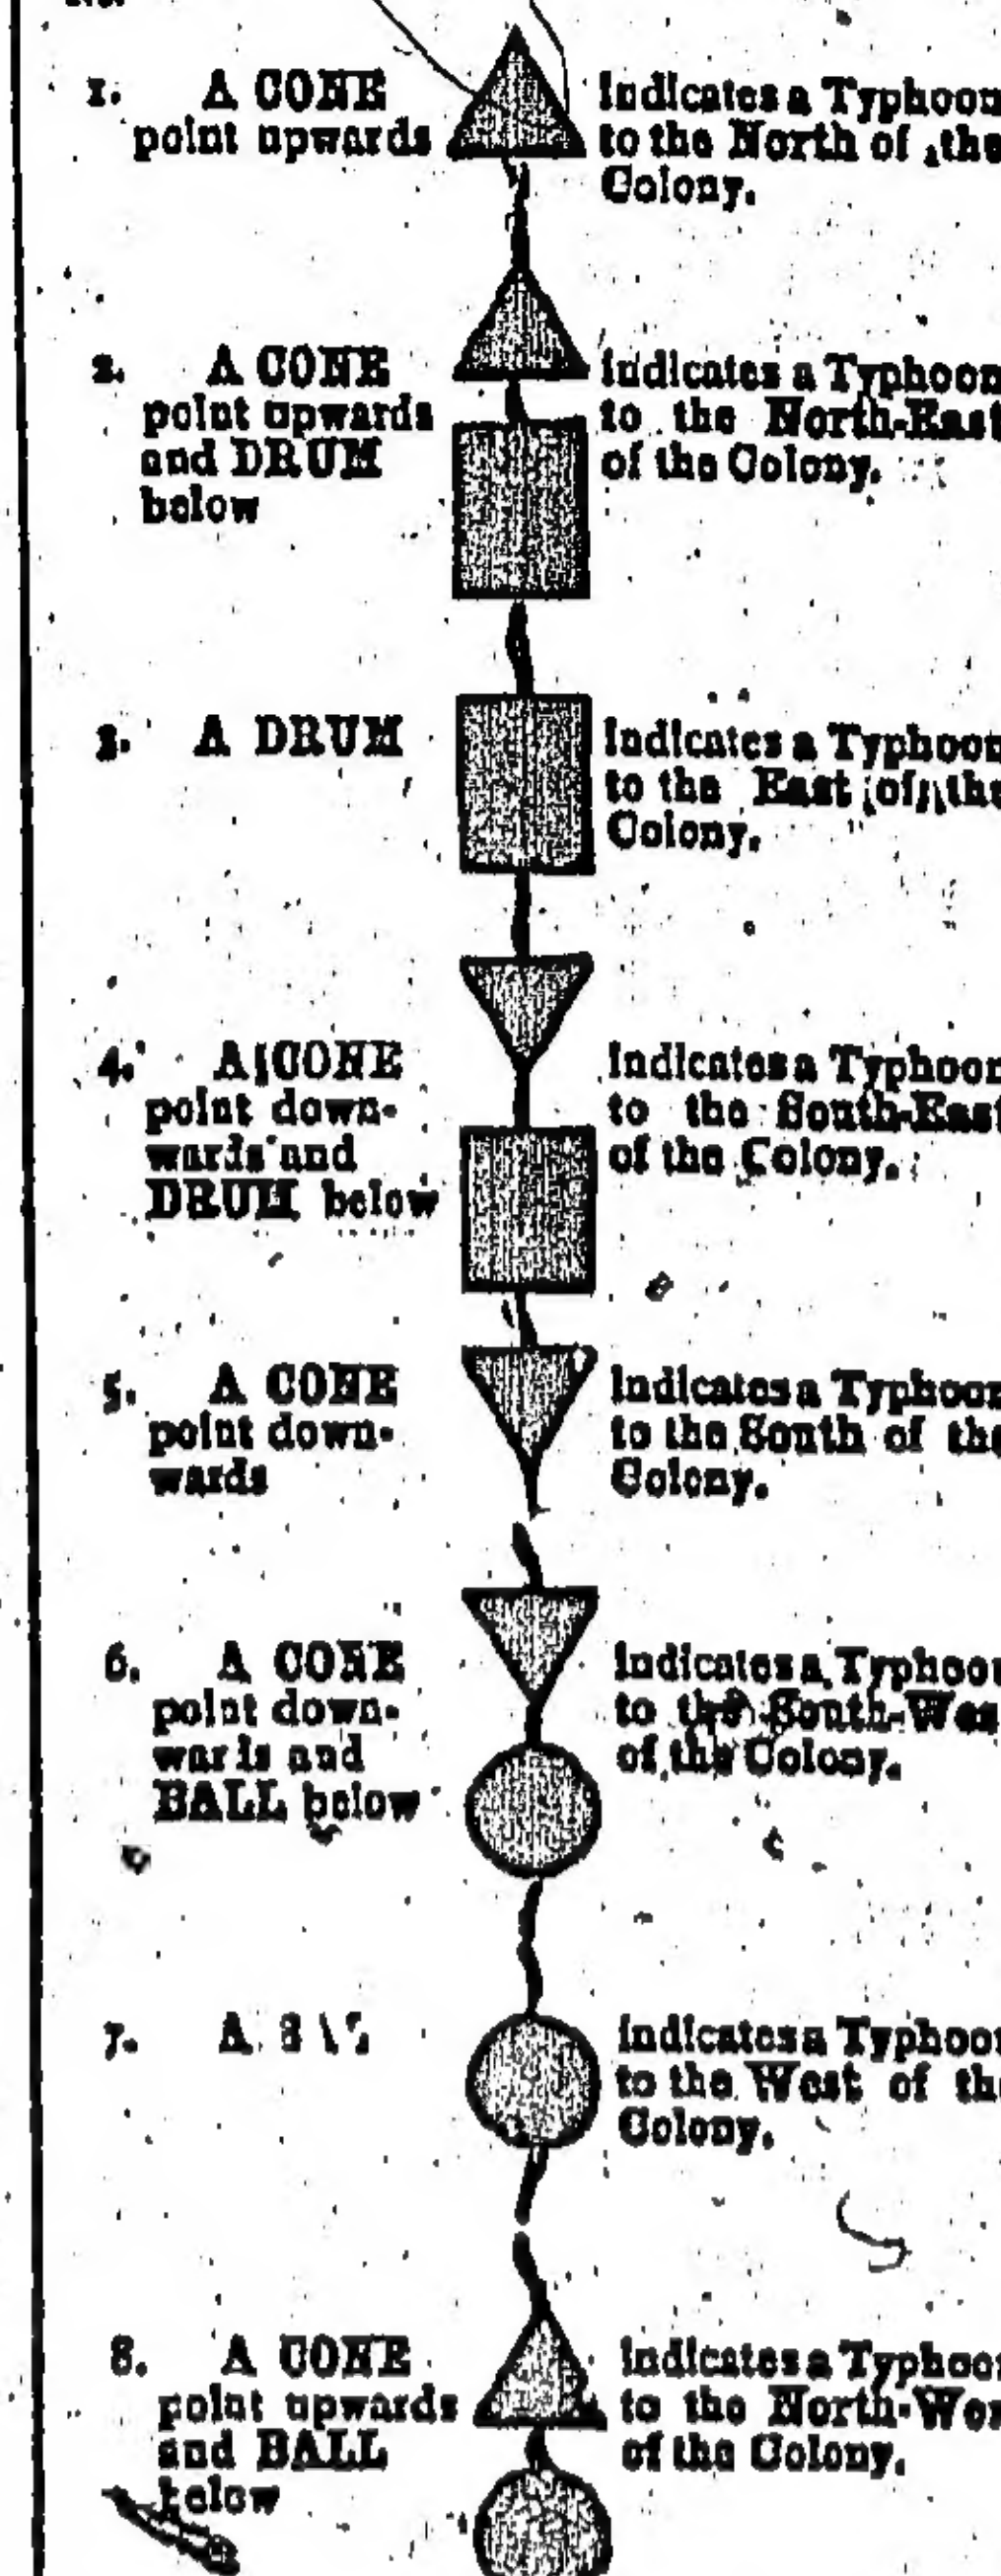 1. A CONE
point upwards
Indicates a Typhoon
to the North of the
Colony.
2. A CONE
point upwards
and DRUM
below
Indicates a Typhoon
to the North-East
of the Colony.
3. A DRUM
Indicates a Typhoon
to the East of the
Colony.
4. A CONE
point down-
wards and
DRUM below
Indicates a Typhoon
to the South-East
of the Colony.
5. A CONE
point down-
wards
Indicates a Typhoon
to the South of the
Colony.
6. A CONE
point down-
wards and
BALL below
Indicates a Typhoon
to the South-Wes
of the Colony.
7. A
Indicates a Typhoon
to the West of the
Colony.
8. A CONE
point upwards
and BALL
below
Indicates a Typhoon
to the North-Wes
of the Colony.